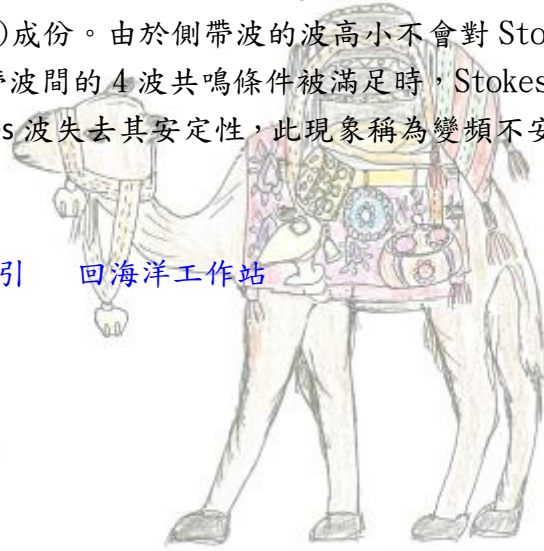 )成份。由於側帶波的波高小不會對 Sto
波間的 4 波共鳴條件被滿足時，Stokes
s 波失去其安定性，此現象稱為變頻不安
引 回海洋工作站